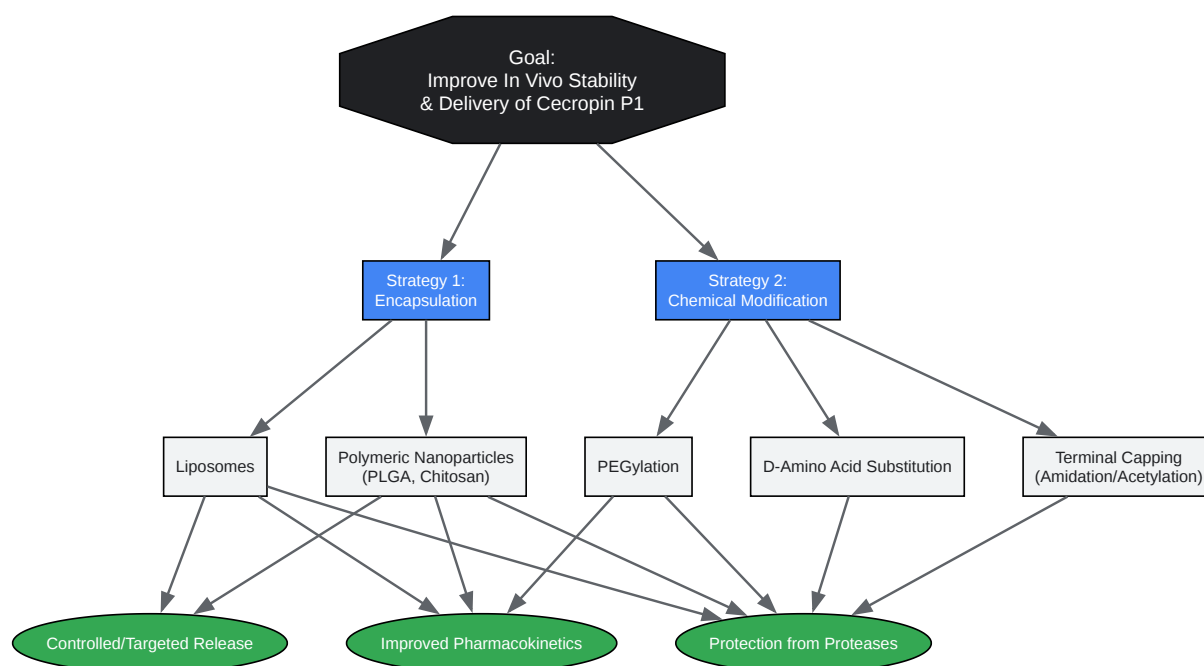 Goal:
Improve In Vivo Stability
& Delivery of Cecropin P1
Strategy 1:
Encapsulation
Strategy 2:
Chemical Modification
Liposomes
Polymeric Nanoparticles
(PLGA, Chitosan)
PEGylation
D-Amino Acid Substitution
Terminal Capping
(Amidation/Acetylation)
Controlled/Targeted Release
Improved Pharmacokinetics
Protection from Proteases